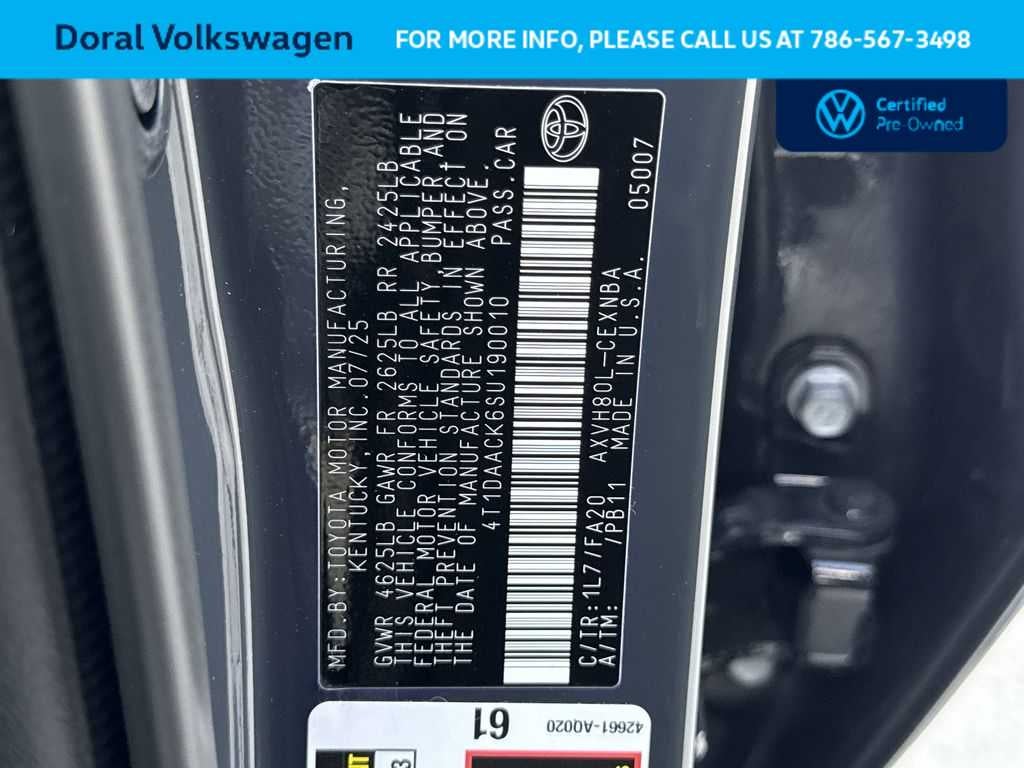 Doral Volkswagen
FOR MORE INFO, PLEASE CALL US AT 786-567-3498
Certified
Pre-Owned
MFD.BY:TOYOTA MOTOR MANUFACTURING,
KENTUCKY,INC.07/25
GVWR 4625LB GAWR FR 2625LB RR 2425LB
THIS VEHICLE CONFORMS TO ALL APPLICABLE
FEDERAL MOTOR VEHICLE SAFETY, BUMPER AND
THEFT PREVENTION STANDARDS IN EFFECT ON
THE DATE OF MANUFACTURE SHOWN ABOVE.
4T1DAACK6SU190010 PASS.CAR
C/TR:1L7/FA20 AXVH80L-CEXNBA 05007
A/TM: /PB11 MADE IN U.S.A.
61
42661-AQ020